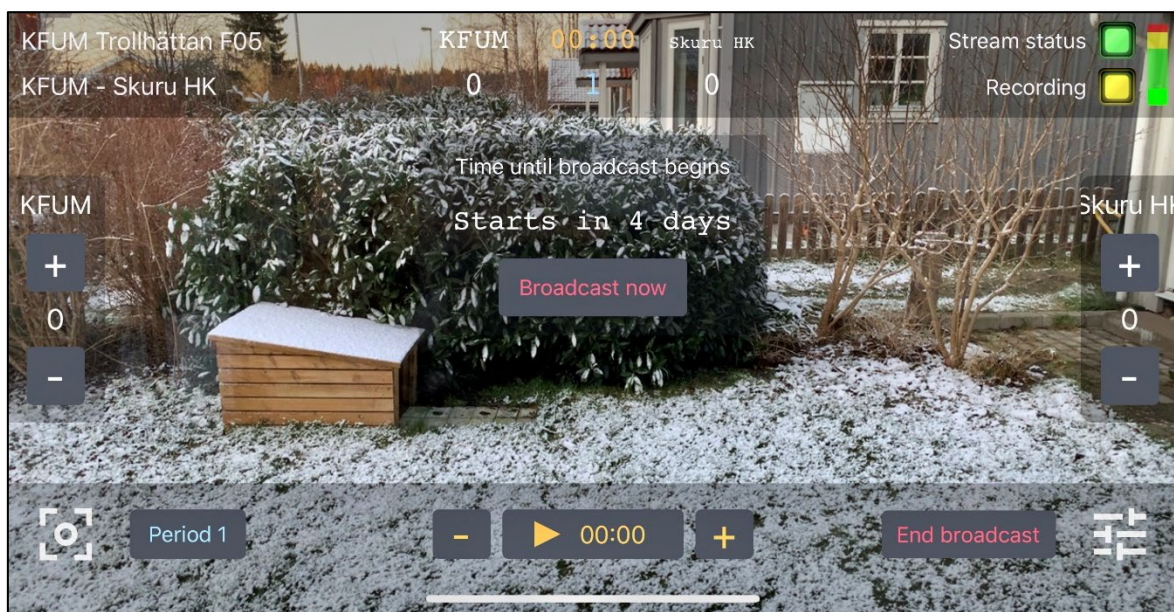 KFUM Trollhättan F05
KFUM 00:00 Skuru HK
Stream status
KFUM - Skuru HK
0 1 0
Recording
Time until broadcast begins
KFUM
Skuru HK
Starts in 4 days
+
+
Broadcast now
0
0
-
-
Period 1
- 00:00 +
End broadcast